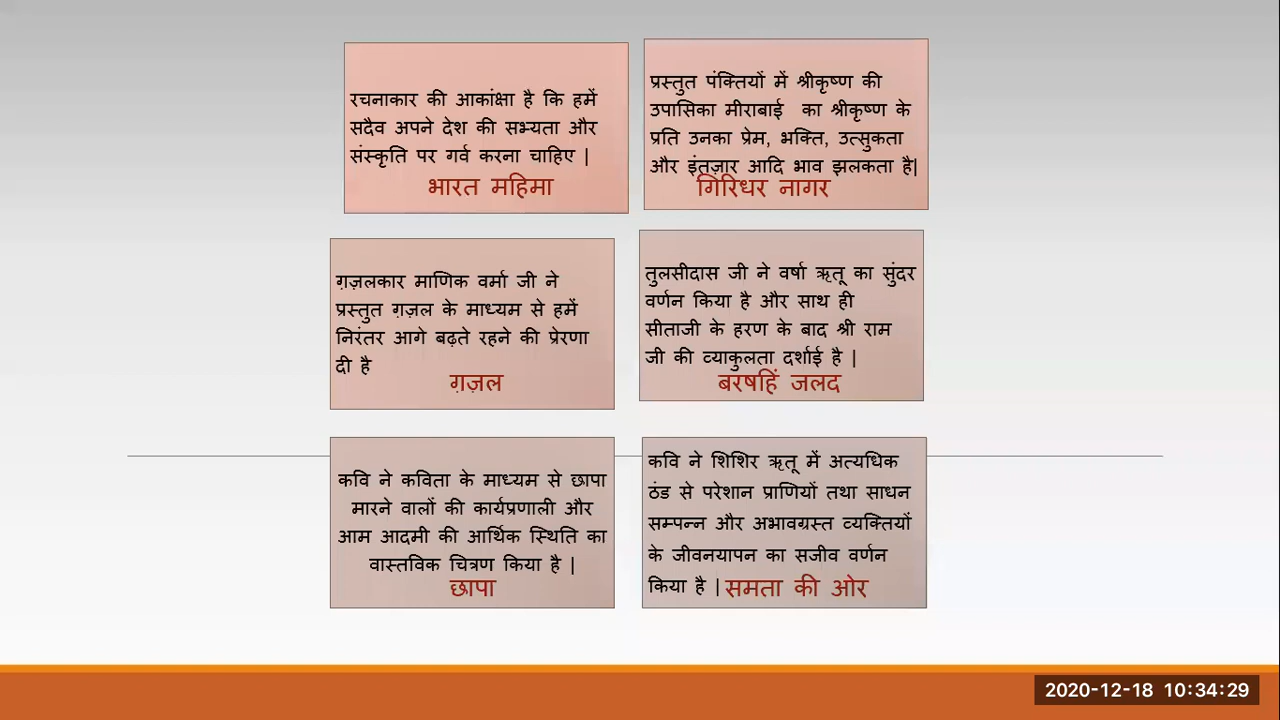 रचनाकार की आकांक्षा है कि हमें
सदैव अपने देश की सभ्यता और
संस्कृति पर गर्व करना चाहिए |
भारत महिमा
प्रस्तुत पंक्तियों में श्रीकृष्ण की
उपासिका मीराबाई का श्रीकृष्ण के
प्रति उनका प्रेम, भक्ति, उत्सुकता
और इंतज़ार आदि भाव झलकता है|
गिरिधर नागर
ग़ज़लकार माणिक वर्मा जी ने
प्रस्तुत ग़ज़ल के माध्यम से हमें
निरंतर आगे बढ़ते रहने की प्रेरणा
दी है
ग़ज़ल
तुलसीदास जी ने वर्षा ऋतू का सुंदर
वर्णन किया है और साथ ही
सीताजी के हरण के बाद श्री राम
जी की व्याकुलता दर्शाई है |
बरषहिं जलद
कवि ने कविता के माध्यम से छापा
मारने वालों की कार्यप्रणाली और
आम आदमी की आर्थिक स्थिति का
वास्तविक चित्रण किया है |
छापा
कवि ने शिशिर ऋतू में अत्यधिक
ठंड से परेशान प्राणियों तथा साधन
सम्पन्न और अभावग्रस्त व्यक्तियों
के जीवनयापन का सजीव वर्णन
किया है | समता की ओर
2020-12-18 10:34:29